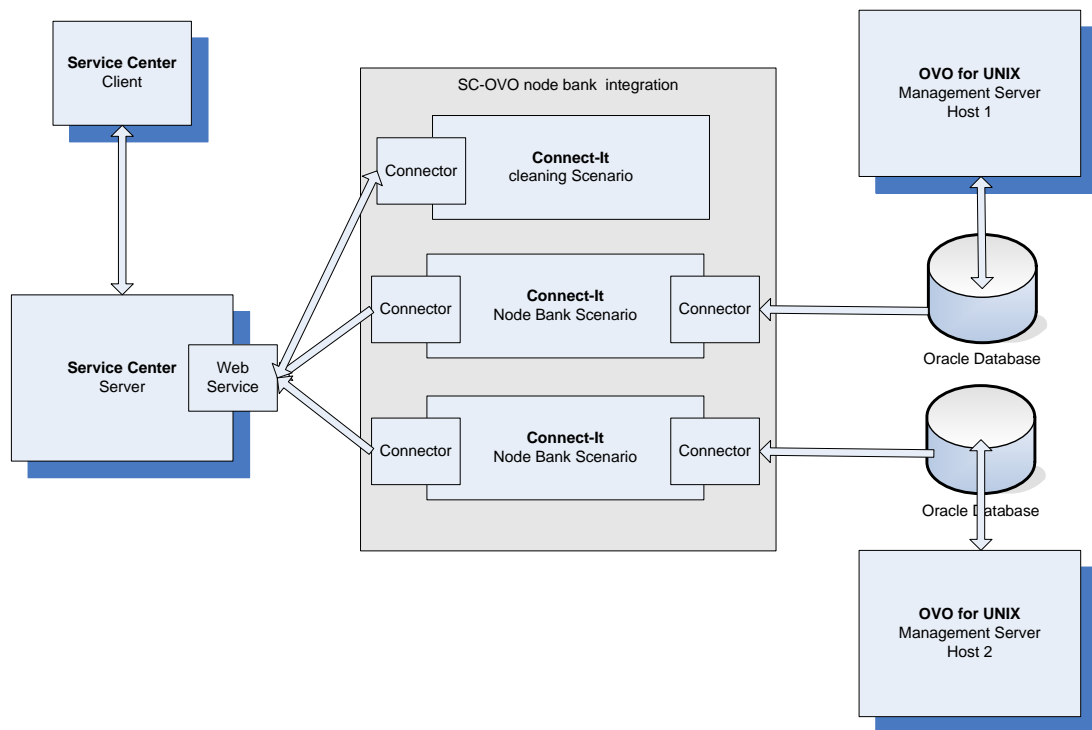 Service Center
Client
SC-OVO node bank integration
OVO for UNIX
Management Server
Host 1
Connector
Connect-It
cleaning Scenario
Connector
Connect-It
Node Bank Scenario
Connector
Oracle Database
Service Center
Server
Web
Service
Connector
Connect-It
Node Bank Scenario
Connector
Oracle Database
OVO for UNIX
Management Server
Host 2